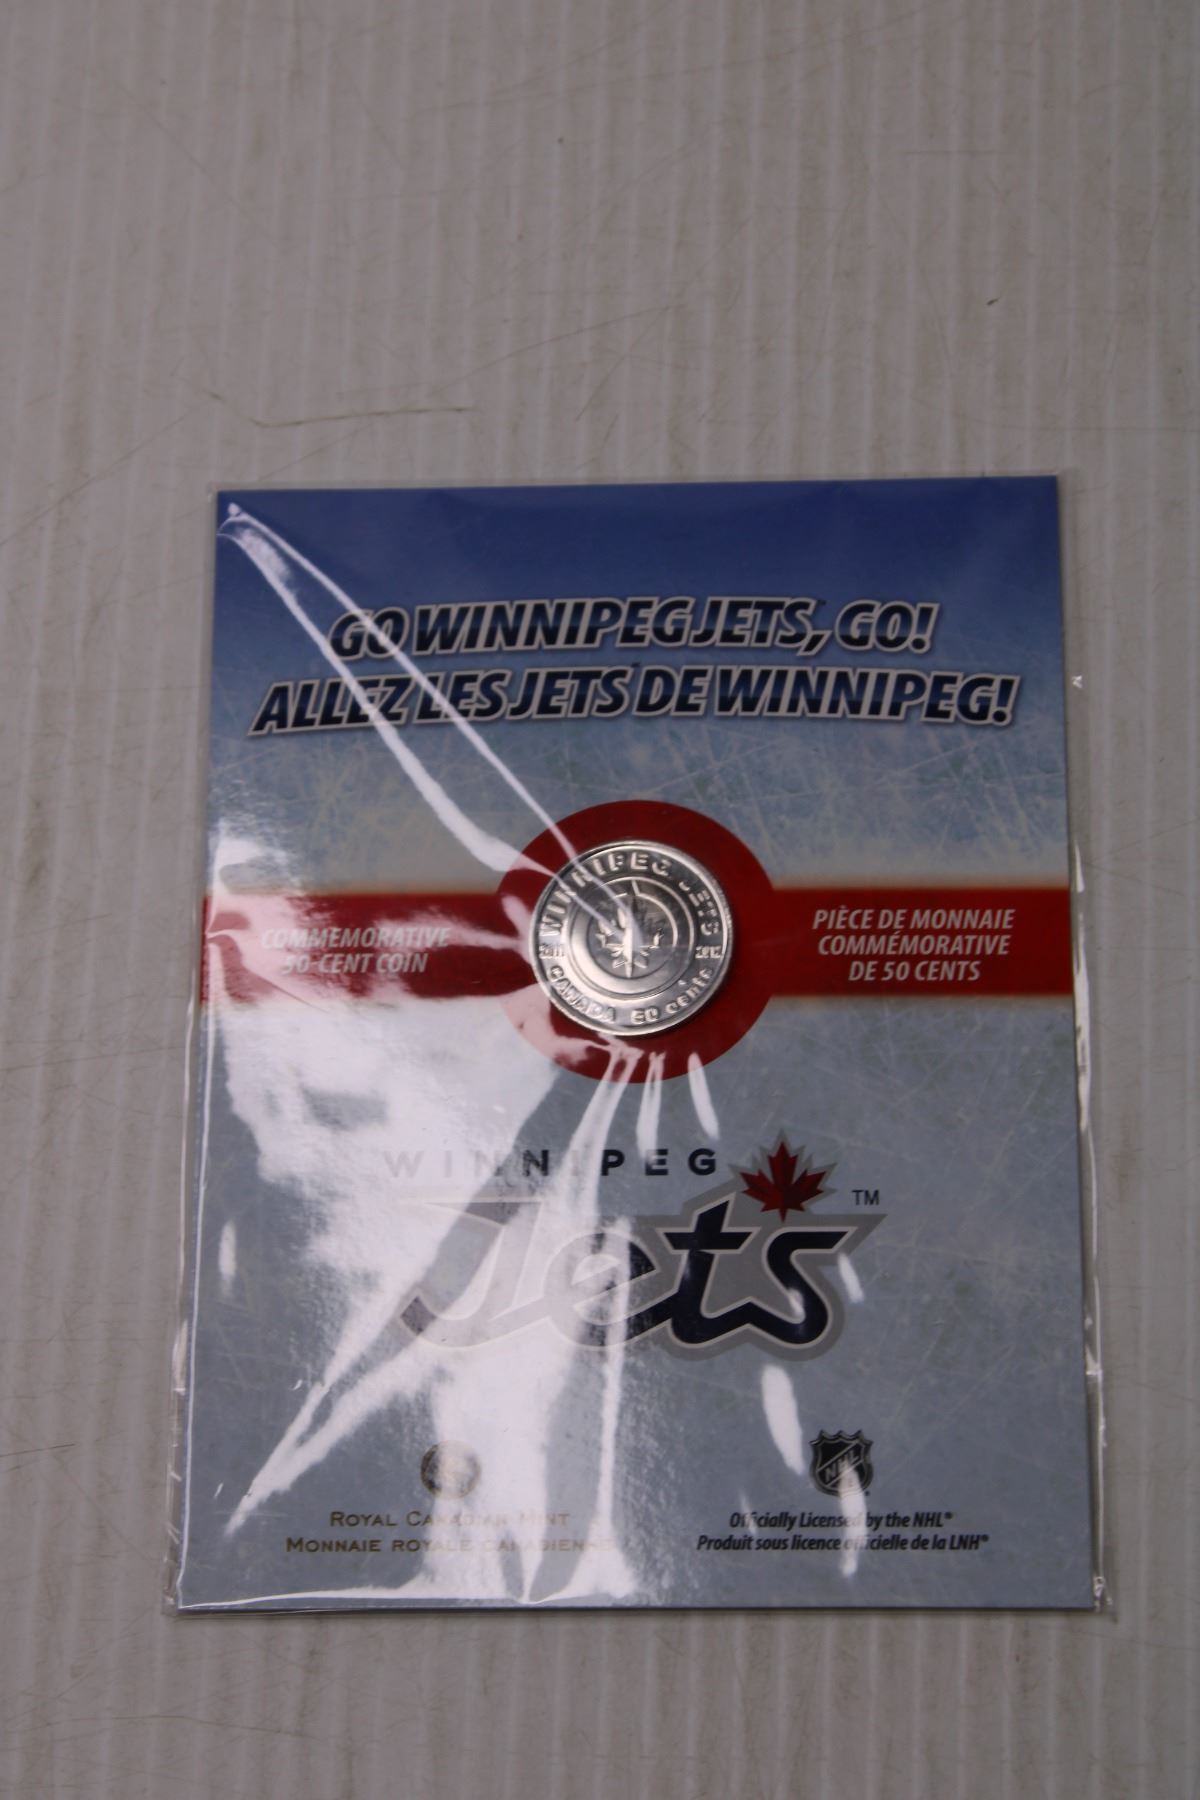 GO WINNIPEG JETS, GO!
ALLEZ LES JETS DE WINNIPEG!
COMMEMORATIVE
50-CENT COIN
WINNIPEG JETS
2011
2012
CANADA 50 cents
PIÈCE DE MONNAIE
COMMÉMORATIVE
DE 50 CENTS
WINNIPEG
Jets TM
ROYAL CANADIAN MINT
MONNAIE ROYALE CANADIENNE
NHL
Officially Licensed by the NHL®
Produit sous licence officielle de la LNH®